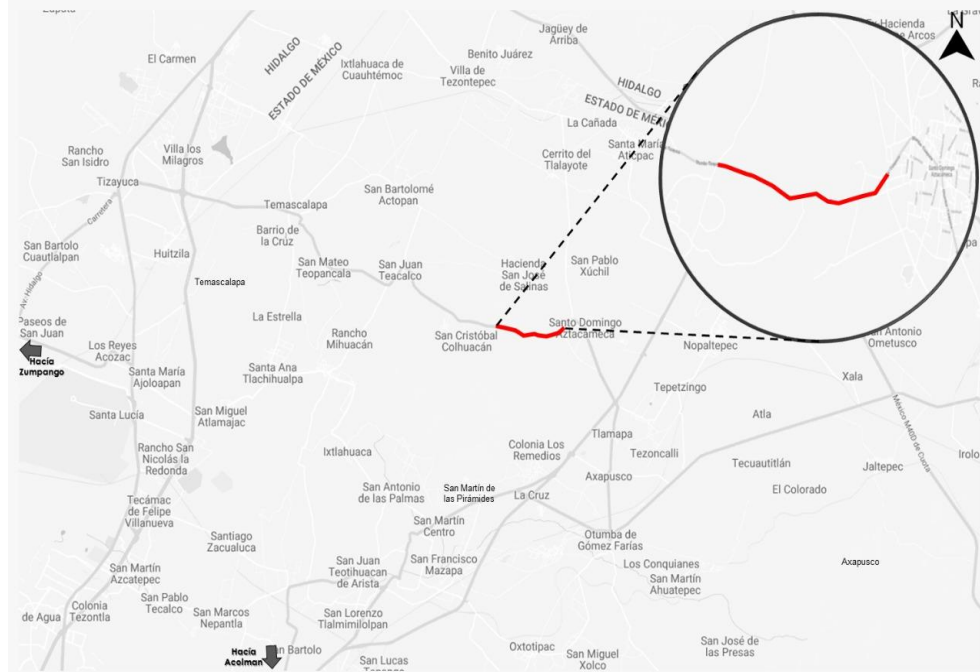 Jagüey de
Arriba
N
HIDALGO
ESTADO DE MÉXICO
El Carmen
Ixtlahuaca de
Cuauhtémoc
Benito Juárez
Villa de
Tezontepec
HIDALGO
ESTADO DE MÉXI
La Cañada
Santa María
Aticpac
Cerrito del
Tlalayote
Rancho
San Isidro
Villa los
Milagros
Tizayuca
Carretera
San Bartolomé
Actopan
Temascalapa
Barrio de
la Crúz
San Bartolo
Cuautlalpan
Huitzila
San Mateo
Teopancala
San Juan
Teacalco
Hacienda
San José
de Salinas
San Pablo
Xúchil
Av. Hidalgo
Temascalapa
La Estrella
Paseos de
San Juan
Los Reyes
Acozac
Rancho
Mihuacán
San Cristóbal
Colhuacán
Santo Domingo
Aztacameca
Nopaltepec
San Antonio
Ometusco
Hacía
Zumpango
Santa María
Ajoloapan
Santa Ana
Tlachihualpa
Tepetzingo
Xala
Santa Lucía
San Miguel
Atlamajac
Atla
México M40D de Cuota
Rancho San
Nicolás la
Redonda
Ixtlahuaca
Colonia Los
Remedios
Tlamapa
Tezoncalli
Tecuautitlán
Jaltepec
Irolo
San Antonio
de las Palmas
San Martín de
las Pirámides
La Cruz
Axapusco
El Colorado
Tecámac
de Felipe
Villanueva
San Martín
Centro
Santiago
Zacualuca
Otumba de
Gómez Farías
San Martín
Azcatepec
San Juan
Teotihuacan
de Arista
San Francisco
Mazapa
Los Conquianes
San Martín
Ahuatepec
Axapusco
de Agua
Colonia
Tezontla
San Pablo
Tecalco
San Marcos
Nepantla
San Lorenzo
Tlalmimilolpan
Hacía
Acolman
San Bartolo
San Lucas
Oxtotipac
San Miguel
Xolco
San José de
las Presas